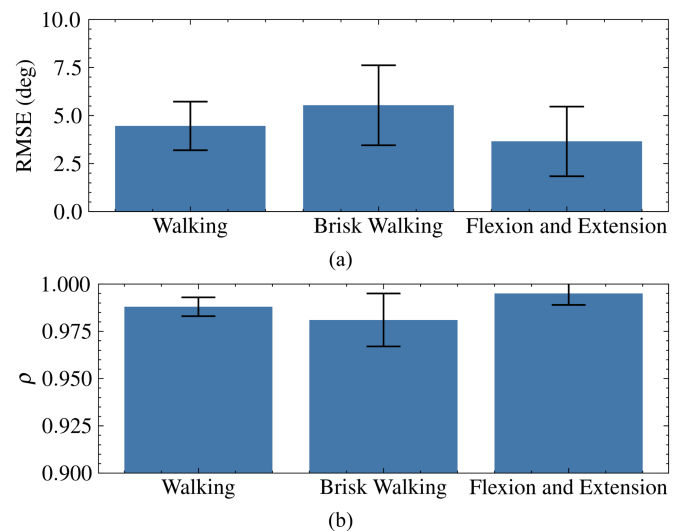 10.0
7.5
5.0
2.5
0.0
RMSE (deg)
Walking Brisk Walking Flexion and Extension
(a)
1.000
0.975
0.950
0.925
0.900
ρ
Walking Brisk Walking Flexion and Extension
(b)